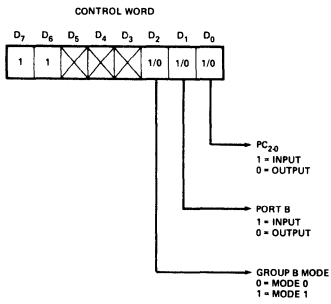 CONTROL WORD
D7 D6 D5 D4 D3 D2 D1 D0
1 1 1/0 1/0 1/0
PC2-0
1 = INPUT
0 = OUTPUT
PORT B
1 = INPUT
0 = OUTPUT
GROUP B MODE
0 = MODE 0
1 = MODE 1